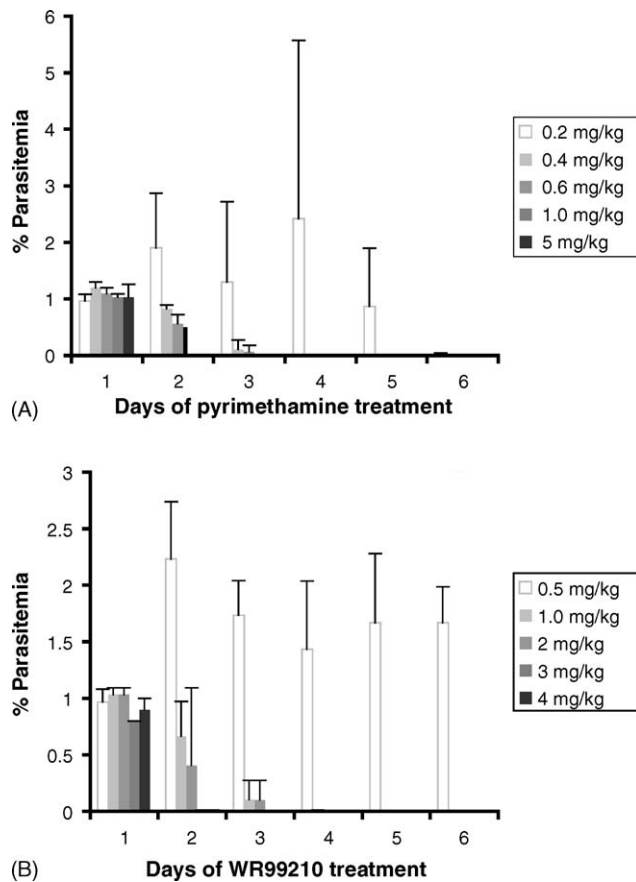 6
5
4
3
2
1
0
% Parasitemia
1 2 3 4 5 6
Days of pyrimethamine treatment
(A)
0.2 mg/kg
0.4 mg/kg
0.6 mg/kg
1.0 mg/kg
5 mg/kg
3
2.5
2
1.5
1
0.5
0
% Parasitemia
1 2 3 4 5 6
Days of WR99210 treatment
(B)
0.5 mg/kg
1.0 mg/kg
2 mg/kg
3 mg/kg
4 mg/kg